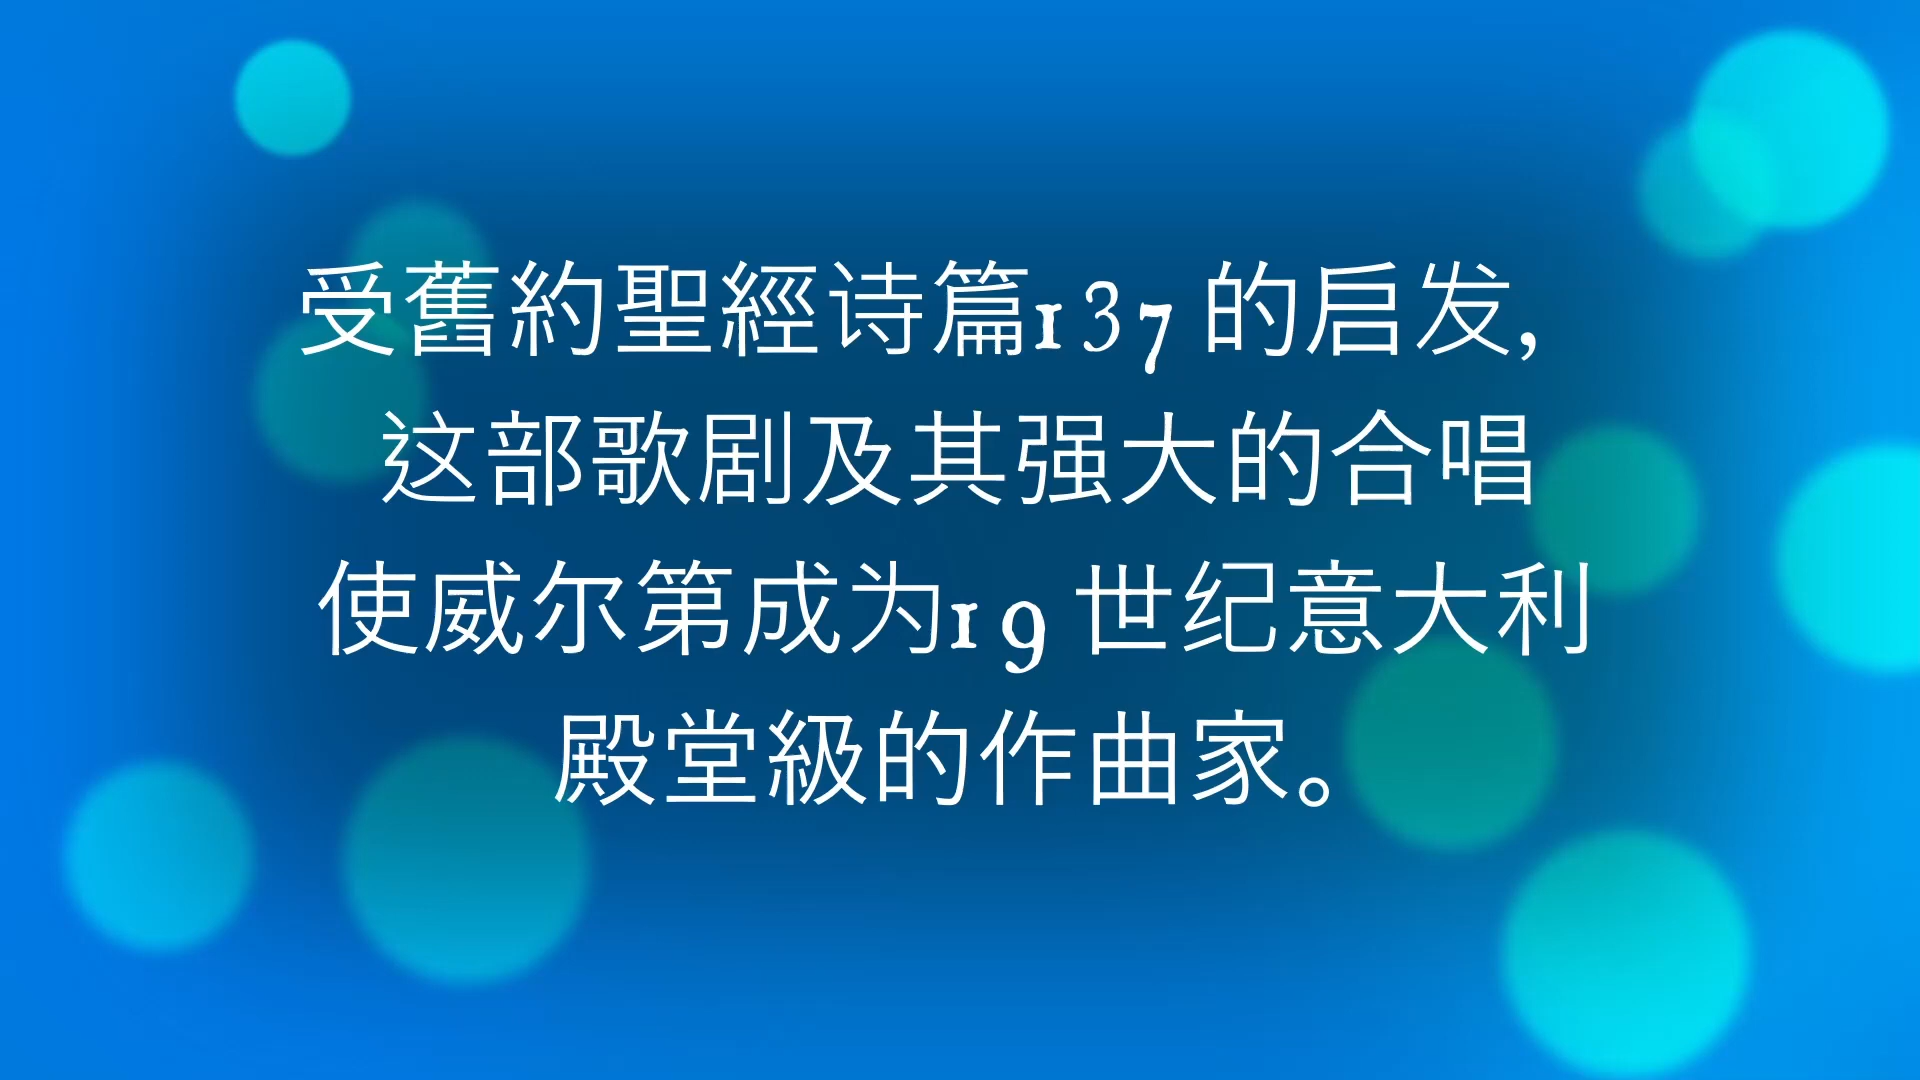 受舊約聖經诗篇137的启发,
这部歌剧及其强大的合唱
使威尔第成为19世纪意大利
殿堂級的作曲家。